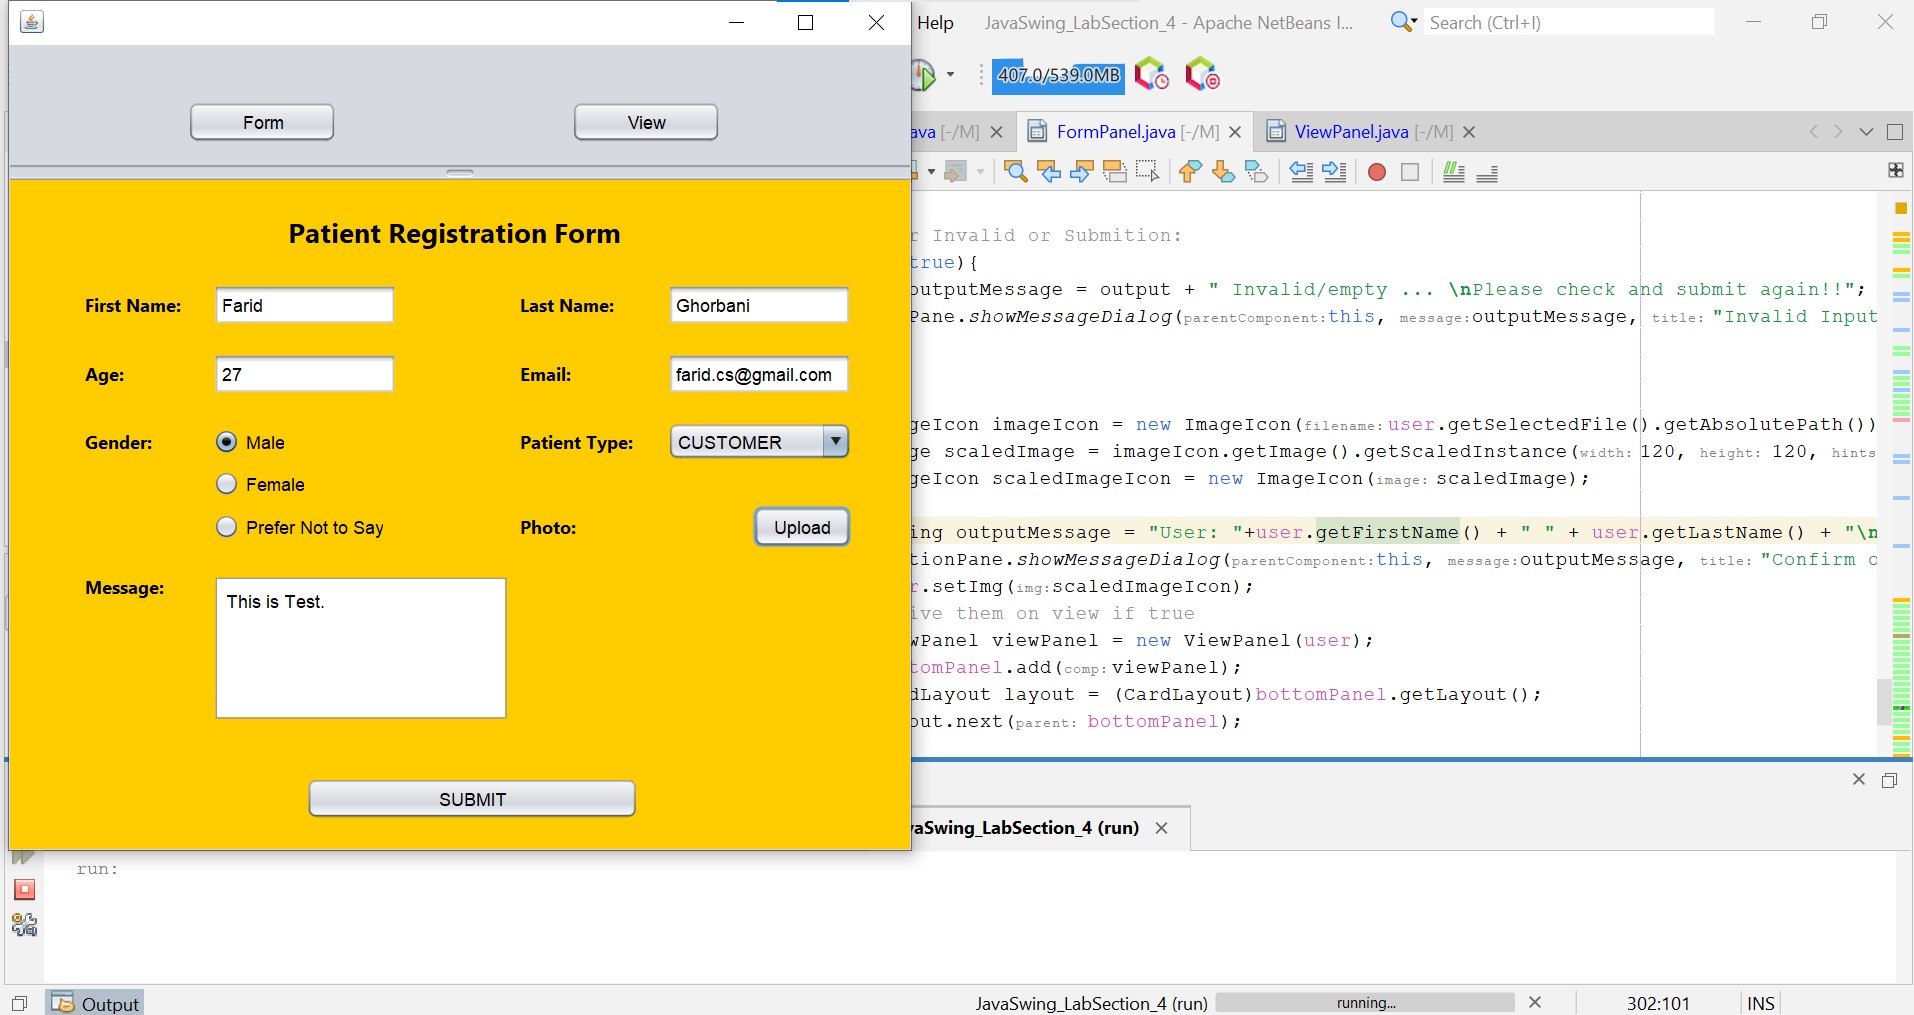 Help
JavaSwing_LabSection_4 - Apache NetBeans I...
Search (Ctrl+I)
407.0/539.0MB
Form
View
ava [-/M]
FormPanel.java [-/M]
ViewPanel.java [-/M]
Patient Registration Form
First Name:
Farid
Last Name:
Ghorbani
Age:
27
Email:
farid.cs@gmail.com
Gender:
Male
Female
Prefer Not to Say
Patient Type:
CUSTOMER
Photo:
Upload
Message:
This is Test.
SUBMIT
r Invalid or Submition:
true){
outputMessage = output + " Invalid/empty ... \nPlease check and submit again!!";
Pane.showMessageDialog(parentComponent:this, message:outputMessage, title: "Invalid Input
geIcon imageIcon = new ImageIcon(filename:user.getSelectedFile().getAbsolutePath())
ge scaledImage = imageIcon.getImage().getScaledInstance(width: 120, height: 120, hints
geIcon scaledImageIcon = new ImageIcon(image: scaledImage);
ing outputMessage = "User: "+user.getFirstName() + " " + user.getLastName() + "\n
tionPane.showMessageDialog(parentComponent:this, message:outputMessage, title: "Confirm o
r.setImg(img:scaledImageIcon);
ive them on view if true
wPanel viewPanel = new ViewPanel(user);
tomPanel.add(comp:viewPanel);
dLayout layout = (CardLayout)bottomPanel.getLayout();
out.next(parent: bottomPanel);
vaSwing_LabSection_4 (run)
run:
Output
JavaSwing_LabSection_4 (run)
running...
302:101
INS